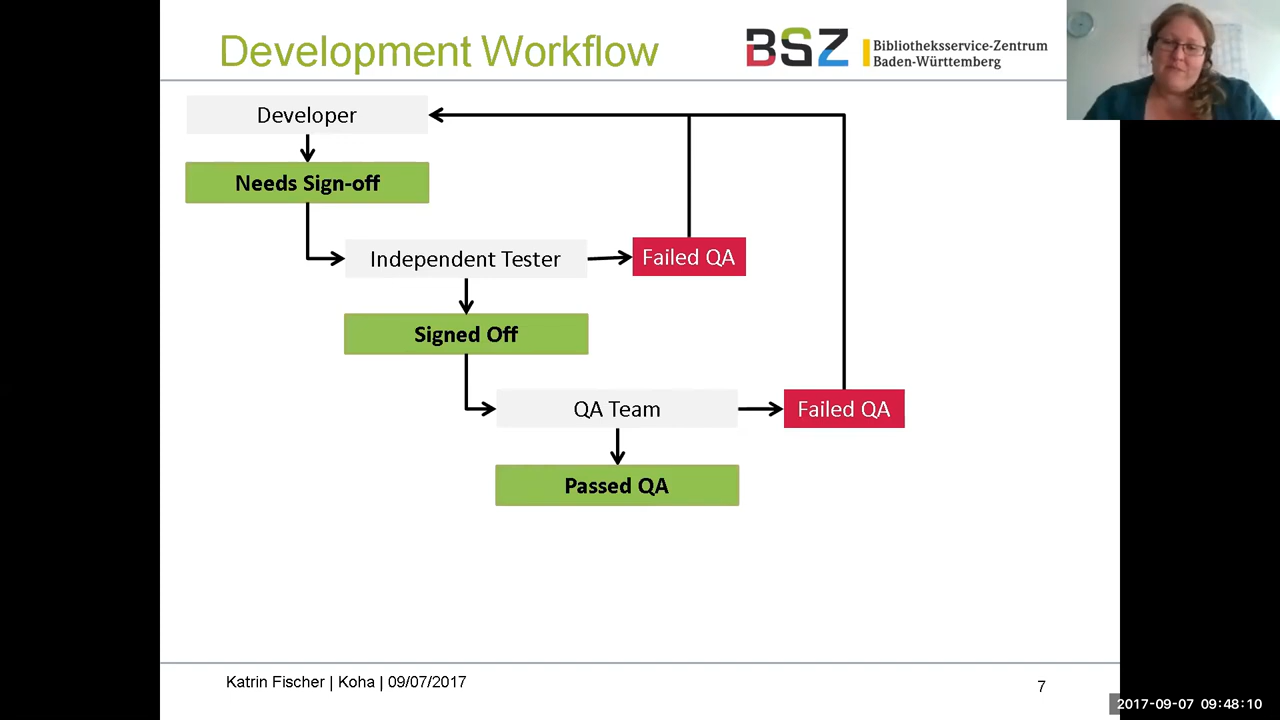 Development Workflow
BSZ
Bibliotheksservice-Zentrum
Baden-Württemberg
Developer
Needs Sign-off
Independent Tester
Failed QA
Signed Off
QA Team
Failed QA
Passed QA
Katrin Fischer | Koha | 09/07/2017
7
2017-09-07 09:48:10